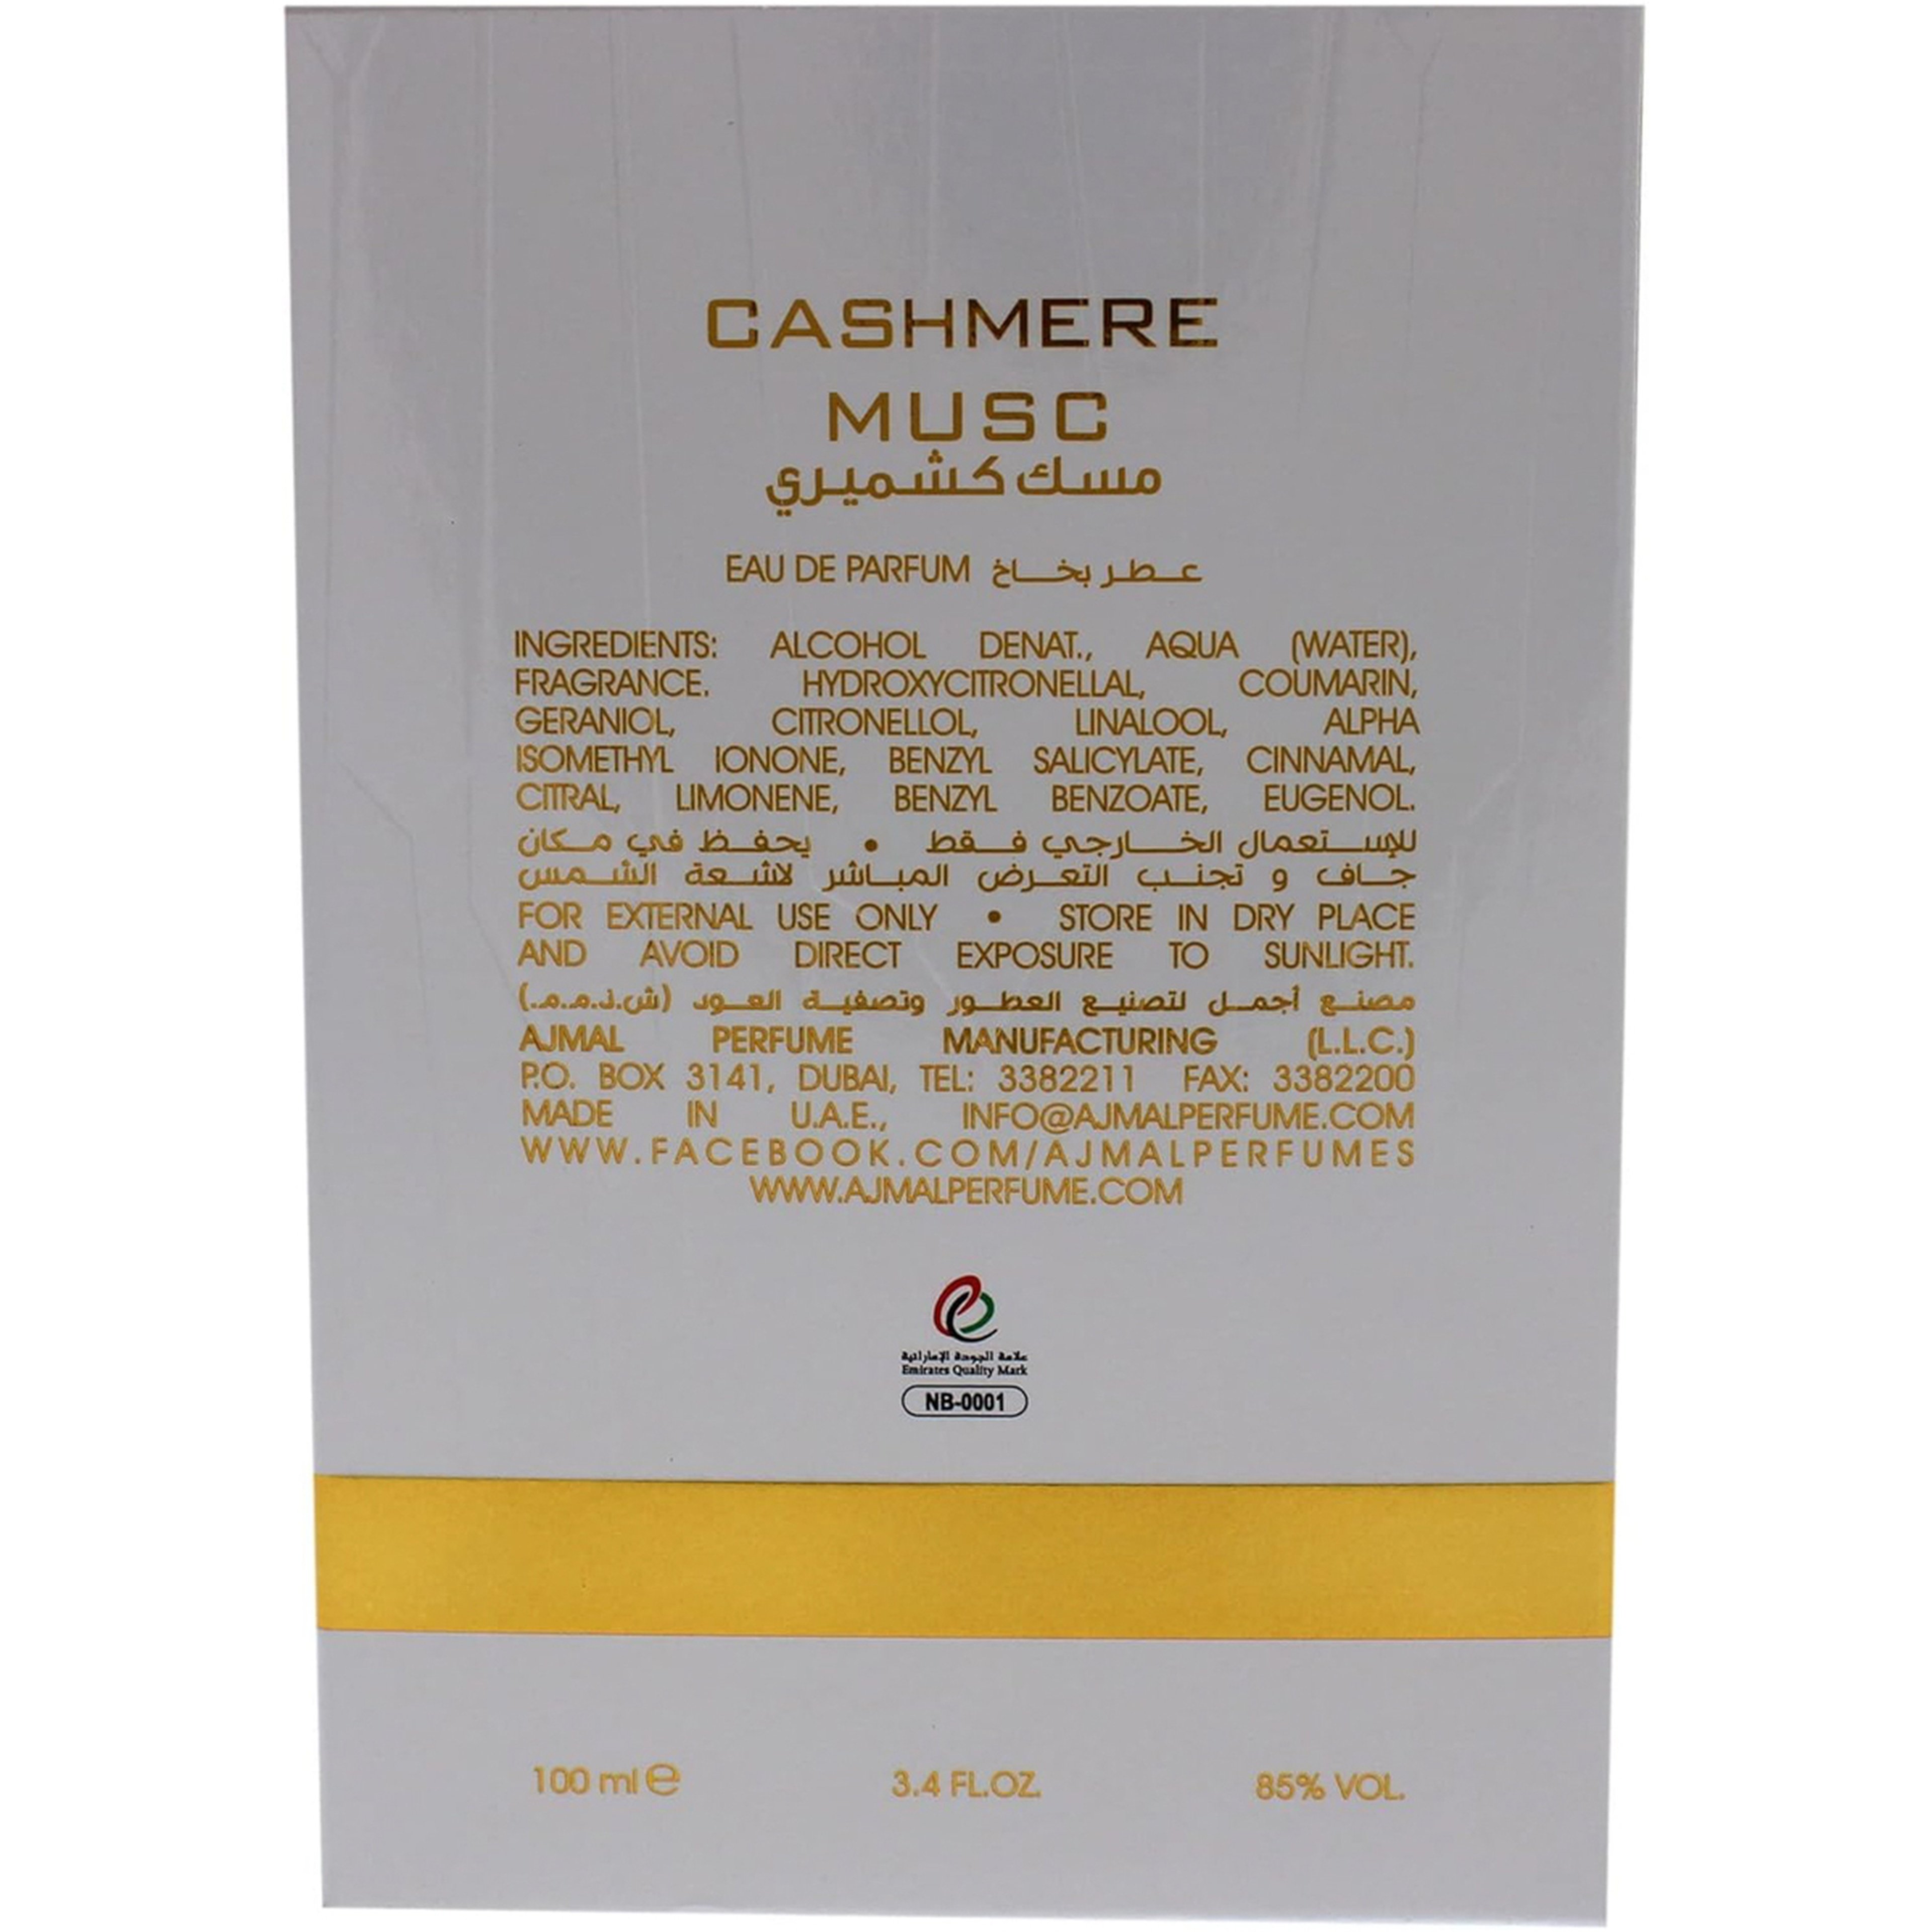 CASHMERE
MUSC
مسك كشميري
EAU DE PARFUM عطر بخاخ
INGREDIENTS: ALCOHOL DENAT., AQUA (WATER),
FRAGRANCE. HYDROXYCITRONELLAL, COUMARIN,
GERANIOL, CITRONELLOL, LINALOOL, ALPHA
ISOMETHYL IONONE, BENZYL SALICYLATE, CINNAMAL,
CITRAL, LIMONENE, BENZYL BENZOATE, EUGENOL.
للإستعمال الخارجي فقط • يحفظ في مكان
جاف و تجنب التعرض المباشر لاشعة الشمس
FOR EXTERNAL USE ONLY • STORE IN DRY PLACE
AND AVOID DIRECT EXPOSURE TO SUNLIGHT.
مصنع أجمل لتصنيع العطور وتصفية العود (ش.ذ.م.م.)
AJMAL PERFUME MANUFACTURING (L.L.C.)
P.O. BOX 3141, DUBAI, TEL: 3382211 FAX: 3382200
MADE IN U.A.E., INFO@AJMALPERFUME.COM
WWW.FACEBOOK.COM/AJMALPERFUMES
WWW.AJMALPERFUME.COM
علامة الجودة الإماراتية
Emirates Quality Mark
NB-0001
100 ml ℮ 3.4 FL.OZ. 85% VOL.